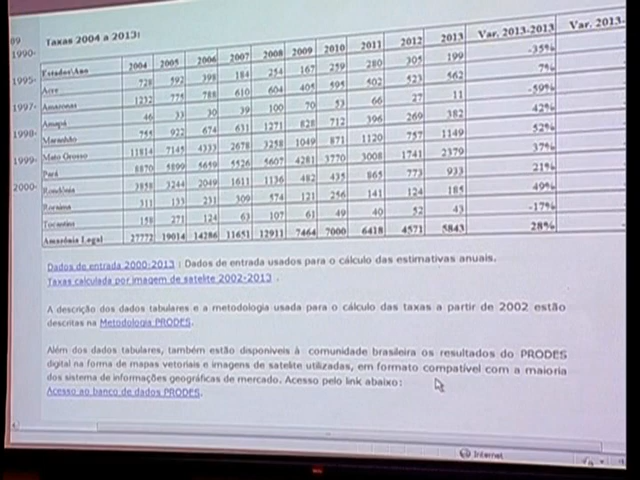 09
1990-
1995-
1997-
1998-
1999-
2000-
Taxas 2004 a 2013:
Estados\Ano 2004 2005 2006 2007 2008 2009 2010 2011 2012 2013 Var. 2013-2013 Var. 2013-
Acre 728 592 398 184 254 167 259 280 305 199 -35%
Amazonas 1232 775 788 610 604 405 595 502 523 562 7%
Amapá 46 33 30 39 100 70 53 66 27 11 -59%
Maranhão 755 922 674 631 1271 828 712 396 269 382 42%
Mato Grosso 11814 7145 4333 2678 3258 1049 871 1120 757 1149 52%
Pará 8870 5899 5659 5526 5607 4281 3770 3008 1741 2379 37%
Rondônia 3858 3244 2049 1611 1136 482 435 865 773 933 21%
Roraima 311 133 231 309 574 121 256 141 124 185 49%
Tocantins 158 271 124 63 107 61 49 40 52 43 -17%
Amazônia Legal 27772 19014 14286 11651 12911 7464 7000 6418 4571 5843 28%
Dados de entrada 2000-2013 : Dados de entrada usados para o cálculo das estimativas anuais.
Taxas calculada por imagem de satelite 2002-2013 .
A descrição dos dados tabulares e a metodologia usada para o cálculo das taxas a partir de 2002 estão
descritas na Metodologia PRODES.
Além dos dados tabulares, também estão disponíveis à comunidade brasileira os resultados do PRODES
digital na forma de mapas vetoriais e imagens de satelite utilizadas, em formato compatível com a maioria
dos sistema de informações geográficas de mercado. Acesso pelo link abaixo:
Acesso ao banco de dados PRODES.
Internet